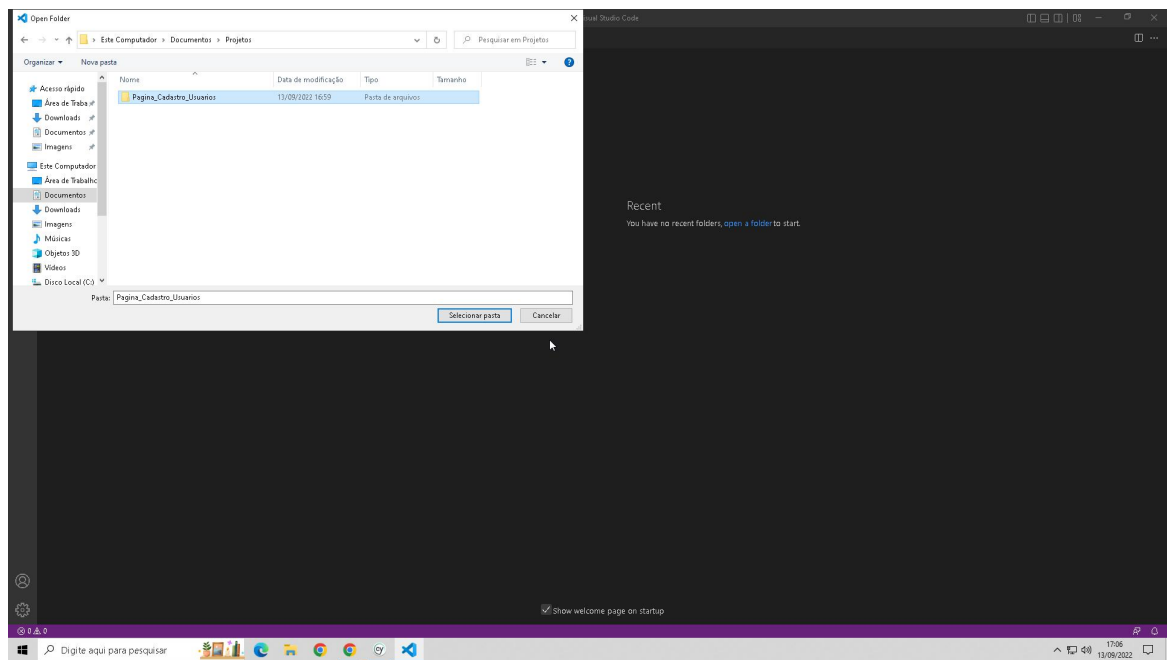 Open Folder
Visual Studio Code
Este Computador > Documentos > Projetos
Pesquisar em Projetos
Organizar
Nova pasta
Nome
Data de modificação
Tipo
Tamanho
Pagina_Cadastro_Usuarios
13/09/2022 16:59
Pasta de arquivos
Acesso rápido
Área de Traba
Downloads
Documentos
Imagens
Este Computador
Área de Trabalho
Documentos
Downloads
Imagens
Músicas
Objetos 3D
Vídeos
Disco Local (C:)
Pasta: Pagina_Cadastro_Usuarios
Selecionar pasta
Cancelar
Recent
You have no recent folders, open a folder to start.
Show welcome page on startup
0 0
Digite aqui para pesquisar
cy
17:06
13/09/2022